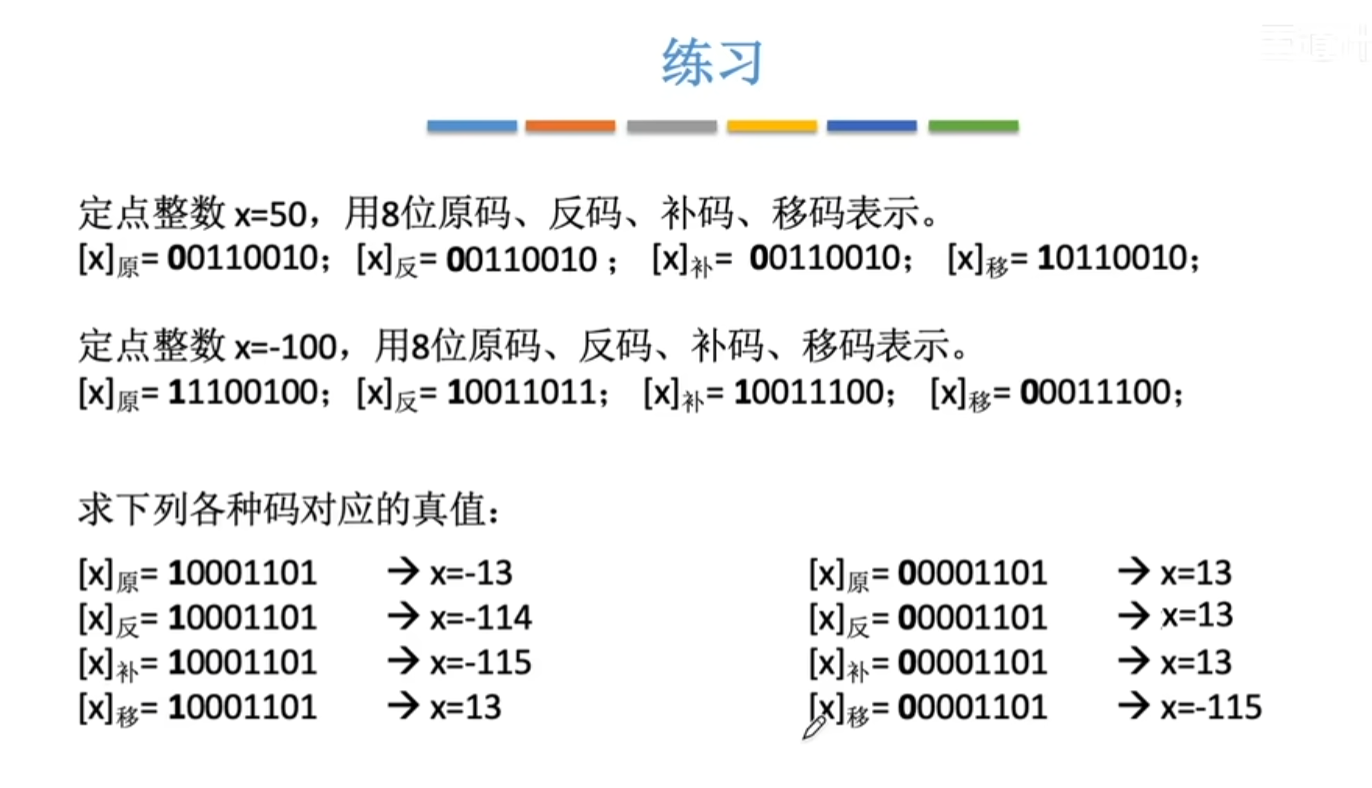 练习
定点整数 x=50，用8位原码、反码、补码、移码表示。
[x]原= 00110010； [x]反= 00110010 ； [x]补= 00110010； [x]移= 10110010；
定点整数 x=-100，用8位原码、反码、补码、移码表示。
[x]原= 11100100； [x]反= 10011011； [x]补= 10011100； [x]移= 00011100；
求下列各种码对应的真值：
[x]原= 10001101 → x=-13
[x]反= 10001101 → x=-114
[x]补= 10001101 → x=-115
[x]移= 10001101 → x=13
[x]原= 00001101 → x=13
[x]反= 00001101 → x=13
[x]补= 00001101 → x=13
[x]移= 00001101 → x=-115